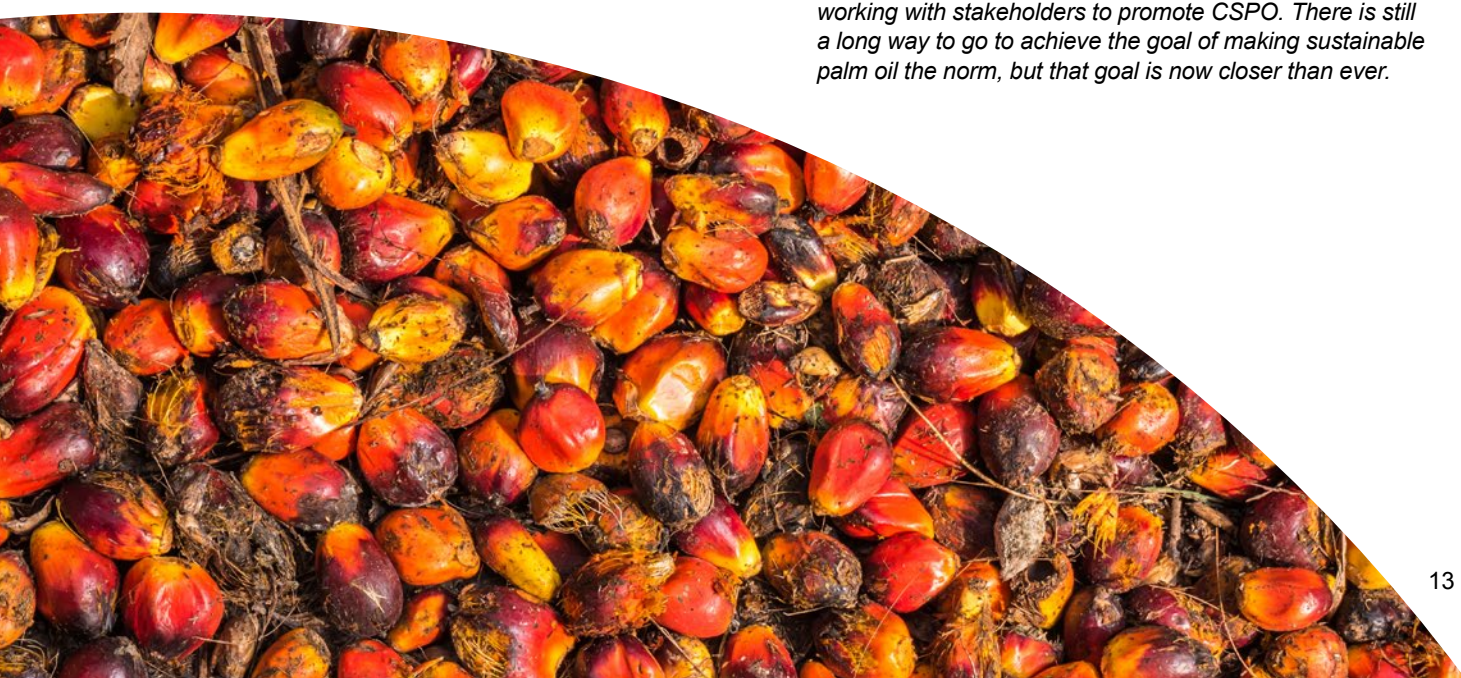 working with stakeholders to promote CSPO. There is still
a long way to go to achieve the goal of making sustainable
palm oil the norm, but that goal is now closer than ever.
13